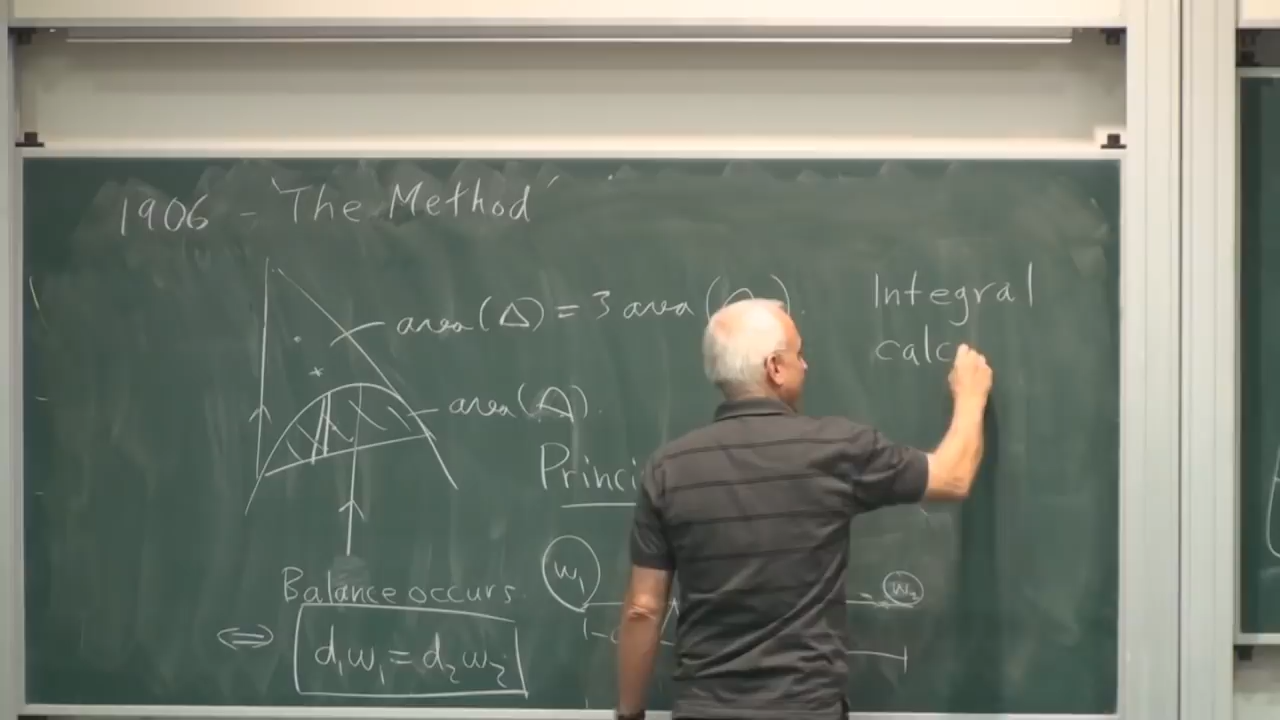 1906 - 'The Method'
area(△) = 3 area(
Integral
calc
area(
Princi
Balance occurs
w₁
w₂
⇔ d₁w₁ = d₂w₂